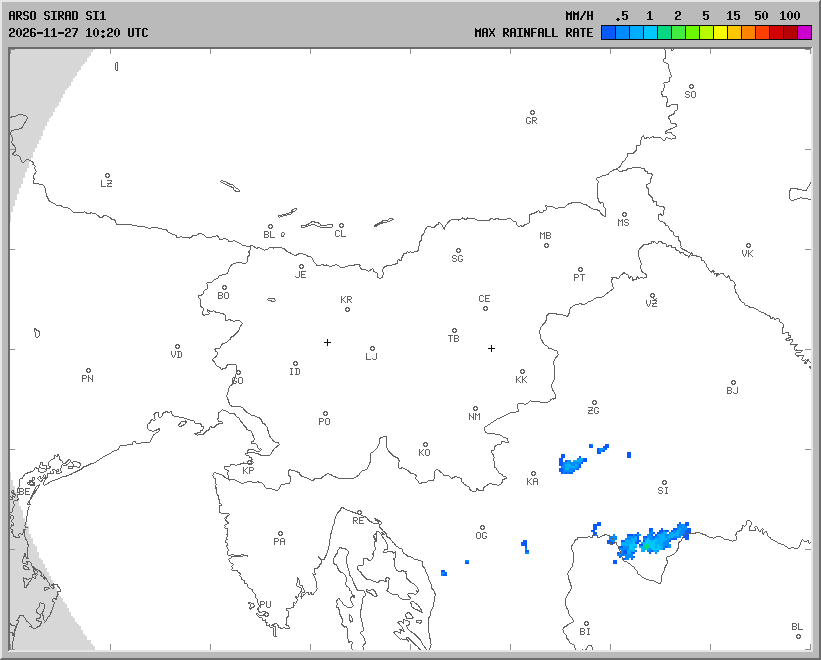 ARSO SIRAD SI1
2026-11-27 10:20 UTC
MM/H .5 1 2 5 15 50 100
MAX RAINFALL RATE
SO
GR
LZ
MS
BL
CL
MB
VK
SG
JE
PT
BO
KR
CE
VZ
TB
VD
LJ
ID
PN
GO
KK
BJ
PO
NM
ZG
KO
KP
KA
BE
SI
RE
OG
PA
PU
BI
BL